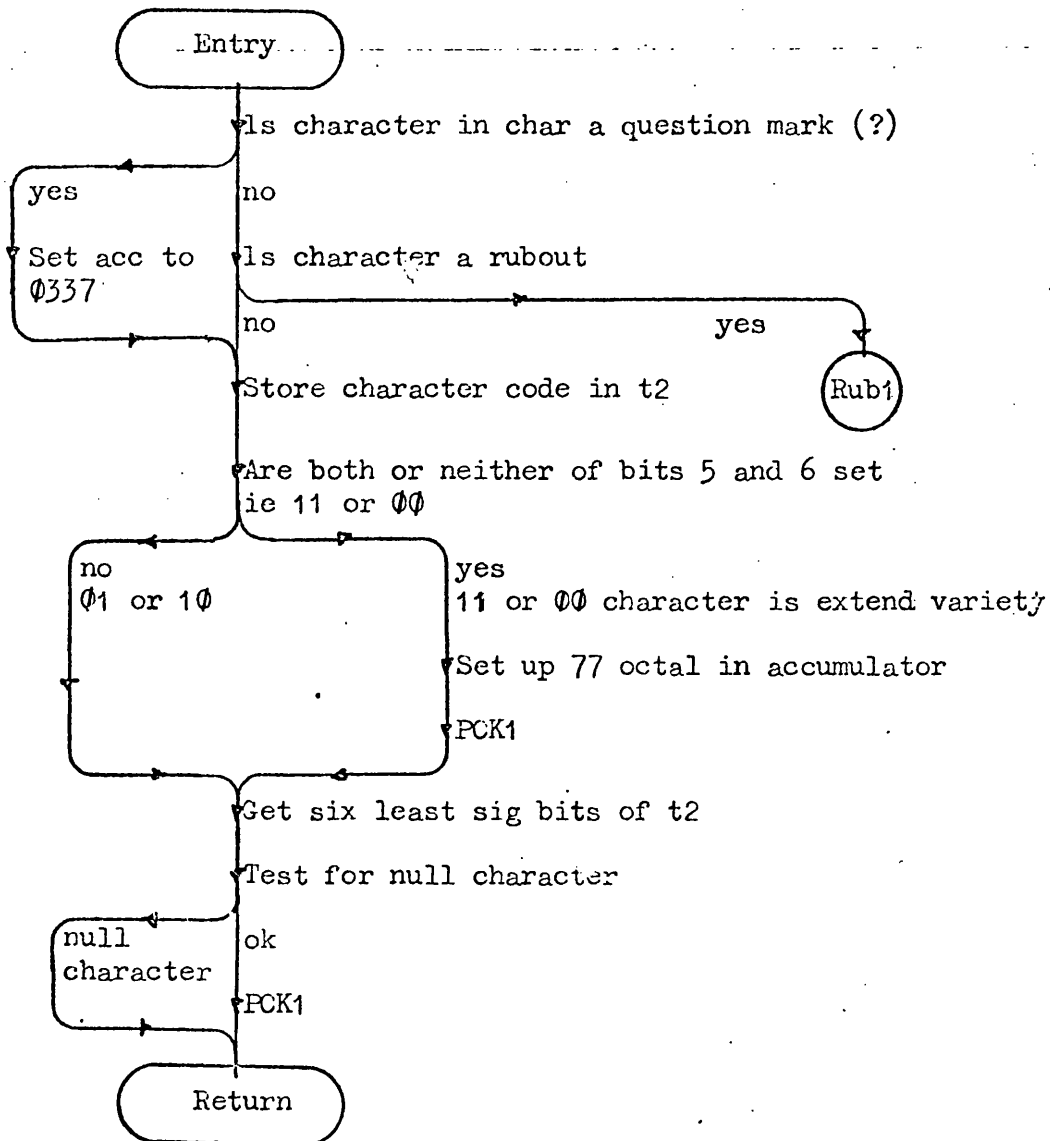 Entry
Is character in char a question mark (?)
yes
no
Set acc to
Ø337
Is character a rubout
no
yes
Rub1
Store character code in t2
Are both or neither of bits 5 and 6 set
ie 11 or ØØ
no
Ø1 or 1Ø
yes
11 or ØØ character is extend variety
Set up 77 octal in accumulator
PCK1
Get six least sig bits of t2
Test for null character
null
character
ok
PCK1
Return